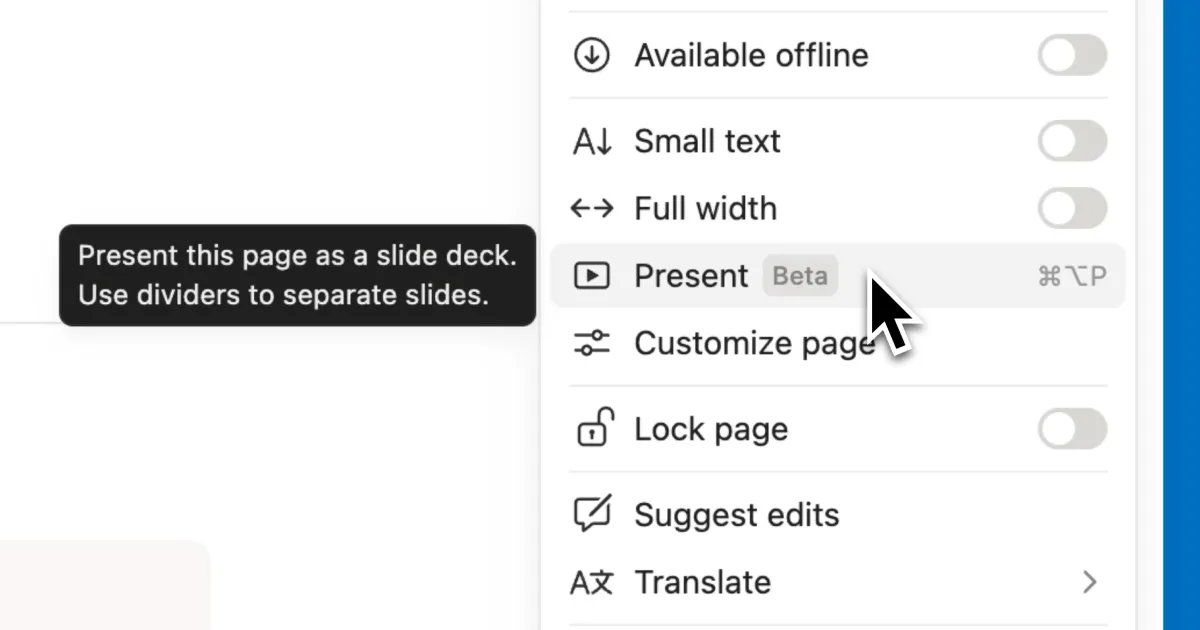 Available offline
Small text
Full width
Present this page as a slide deck.
Use dividers to separate slides.
Present Beta ⌘⌥P
Customize page
Lock page
Suggest edits
Translate